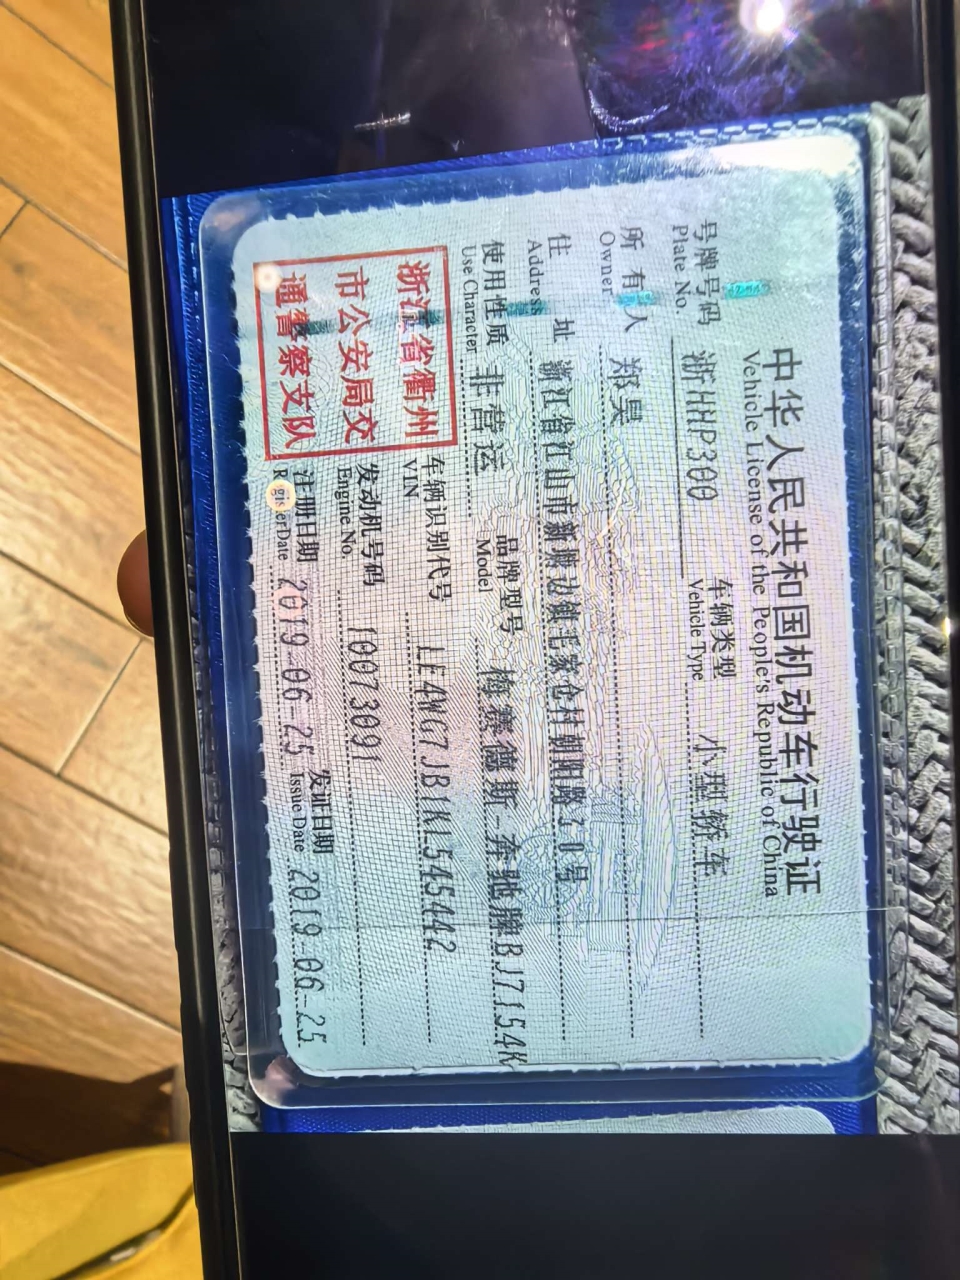 中华人民共和国机动车行驶证
Vehicle License of the People's Republic of China
号牌号码 浙HHP300 车辆类型 小型轿车
Plate No. Vehicle Type
所有人 郑昊
Owner
住址 浙江省江山市新塘边镇毛家仓村朝阳路30号
Address
使用性质 非营运 品牌型号 梅赛德斯-奔驰牌BJ7154K
Use Character Model
浙江省衢州
市公安局交
通警察支队
车辆识别代号 LE4WG7JB1KL545442
VIN
发动机号码 10073091
Engine No.
注册日期 2019-06-25 发证日期 2019-06-25
Register Date Issue Date